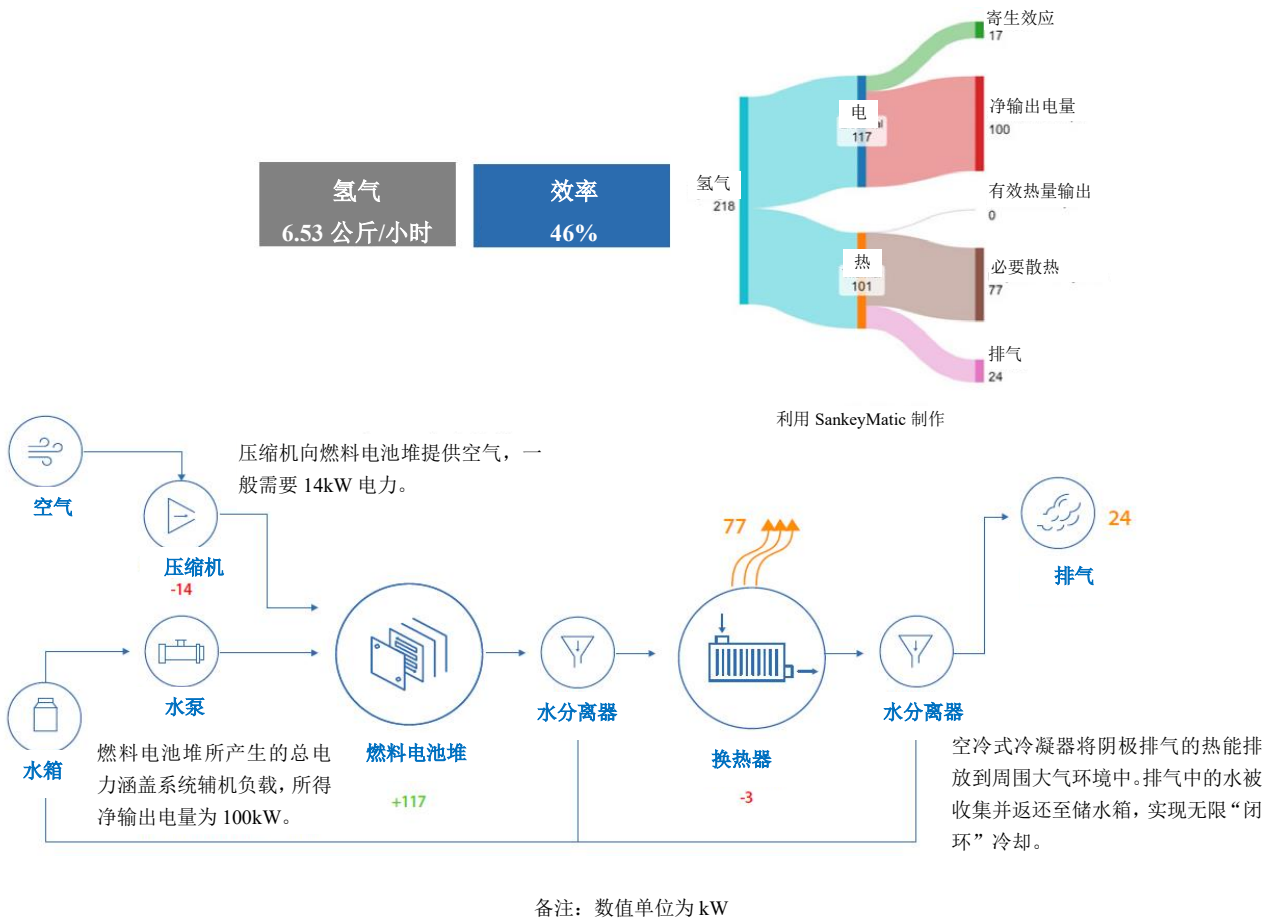 寄生效应
17
电
117
净输出电量
100
氢气
6.53 公斤/小时
效率
46%
氢气
218
有效热量输出
0
热
101
必要散热
77
排气
24
利用 SankeyMatic 制作
空气
压缩机向燃料电池堆提供空气，一
般需要 14kW 电力。
压缩机
-14
77
24
排气
水泵
水箱
燃料电池堆所产生的总电
力涵盖系统辅机负载，所得
净输出电量为 100kW。
燃料电池堆
+117
水分离器
换热器
-3
水分离器
空冷式冷凝器将阴极排气的热能排
放到周围大气环境中。排气中的水被
收集并返还至储水箱，实现无限“闭
环”冷却。
备注：数值单位为 kW